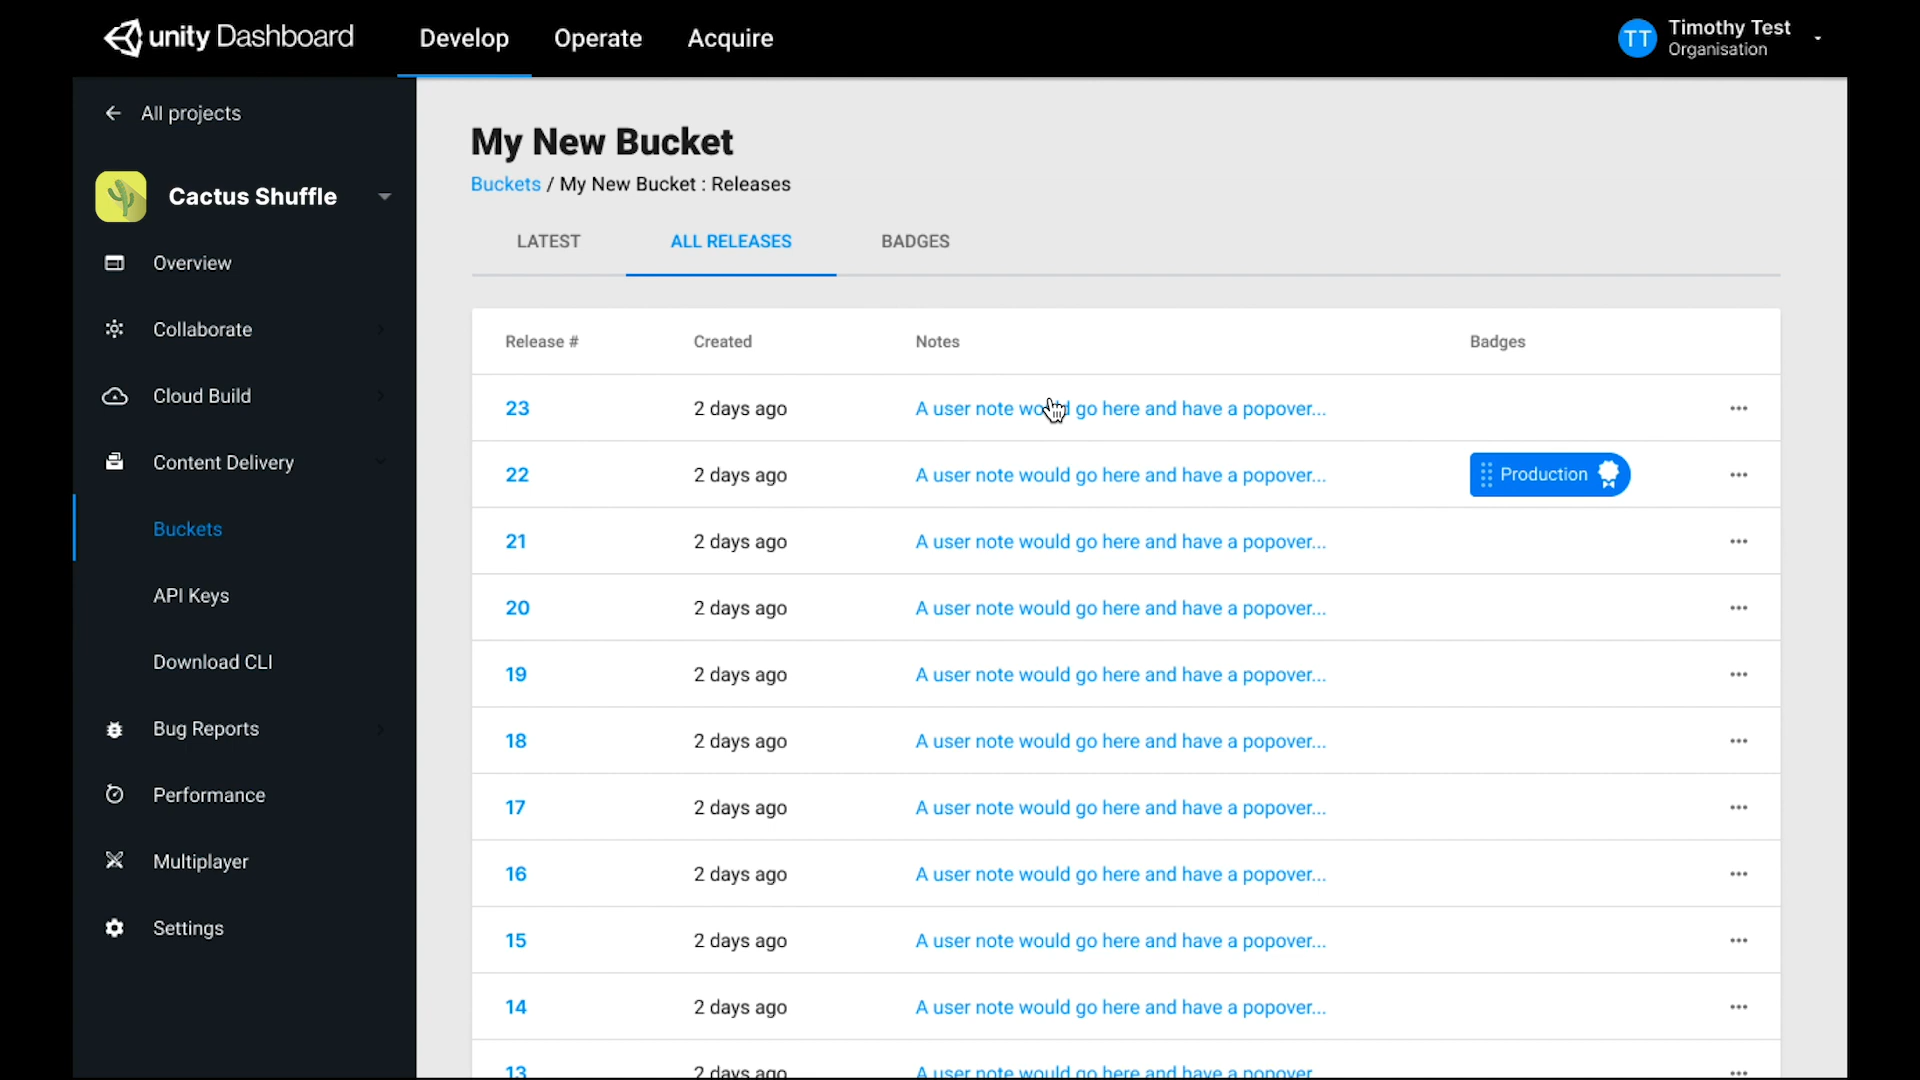 unity Dashboard
Develop
Operate
Acquire
TT
Timothy Test
Organisation
All projects
Cactus Shuffle
Overview
Collaborate
Cloud Build
Content Delivery
Buckets
API Keys
Download CLI
Bug Reports
Performance
Multiplayer
Settings
My New Bucket
Buckets / My New Bucket : Releases
LATEST
ALL RELEASES
BADGES
Release # Created Notes Badges
23 2 days ago A user note would go here and have a popover...
22 2 days ago A user note would go here and have a popover... Production
21 2 days ago A user note would go here and have a popover...
20 2 days ago A user note would go here and have a popover...
19 2 days ago A user note would go here and have a popover...
18 2 days ago A user note would go here and have a popover...
17 2 days ago A user note would go here and have a popover...
16 2 days ago A user note would go here and have a popover...
15 2 days ago A user note would go here and have a popover...
14 2 days ago A user note would go here and have a popover...
13 2 days ago A user note would go here and have a popover...